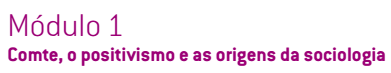 Módulo 1
Comte, o positivismo e as origens da sociologia